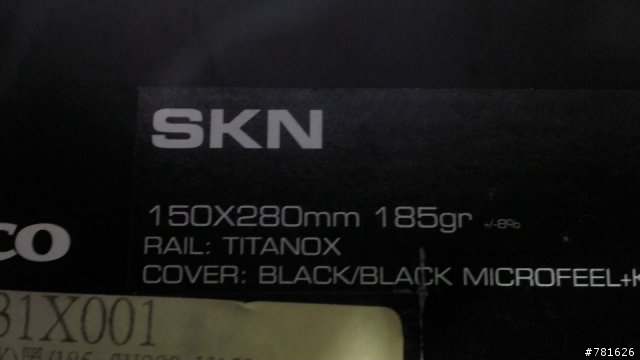 SKN
150X280mm 185gr +/-8%
RAIL: TITANOX
CO
COVER: BLACK/BLACK MICROFEEL+K
31X001
#781626